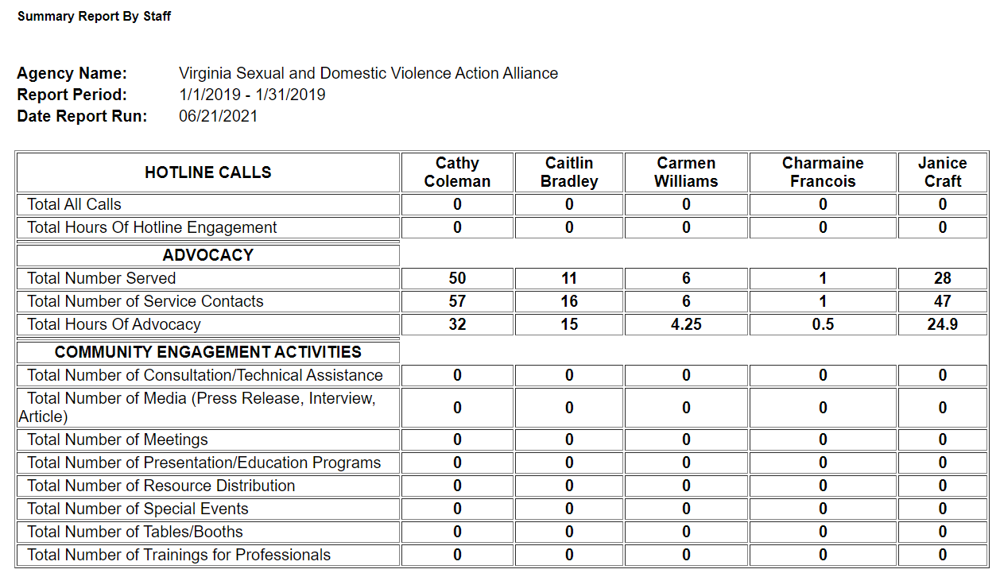 Summary Report By Staff
Agency Name: Virginia Sexual and Domestic Violence Action Alliance
Report Period: 1/1/2019 - 1/31/2019
Date Report Run: 06/21/2021
HOTLINE CALLS Cathy Coleman Caitlin Bradley Carmen Williams Charmaine Francois Janice Craft
Total All Calls 0 0 0 0 0
Total Hours Of Hotline Engagement 0 0 0 0 0
ADVOCACY
Total Number Served 50 11 6 1 28
Total Number of Service Contacts 57 16 6 1 47
Total Hours Of Advocacy 32 15 4.25 0.5 24.9
COMMUNITY ENGAGEMENT ACTIVITIES
Total Number of Consultation/Technical Assistance 0 0 0 0 0
Total Number of Media (Press Release, Interview,
Article) 0 0 0 0 0
Total Number of Meetings 0 0 0 0 0
Total Number of Presentation/Education Programs 0 0 0 0 0
Total Number of Resource Distribution 0 0 0 0 0
Total Number of Special Events 0 0 0 0 0
Total Number of Tables/Booths 0 0 0 0 0
Total Number of Trainings for Professionals 0 0 0 0 0